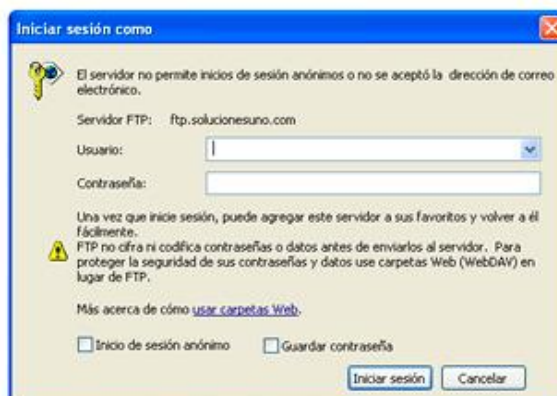 Iniciar sesión como
El servidor no permite inicios de sesión anónimos o no se aceptó la dirección de correo
electrónico.
Servidor FTP: ftp.solucionesuno.com
Usuario:
Contraseña:
Una vez que inicie sesión, puede agregar este servidor a sus favoritos y volver a él
fácilmente.
FTP no cifra ni codifica contraseñas o datos antes de enviarlos al servidor. Para
proteger la seguridad de sus contraseñas y datos use carpetas Web (WebDAV) en
lugar de FTP.
Más acerca de cómo usar carpetas Web.
Inicio de sesión anónimo Guardar contraseña
Iniciar sesión Cancelar